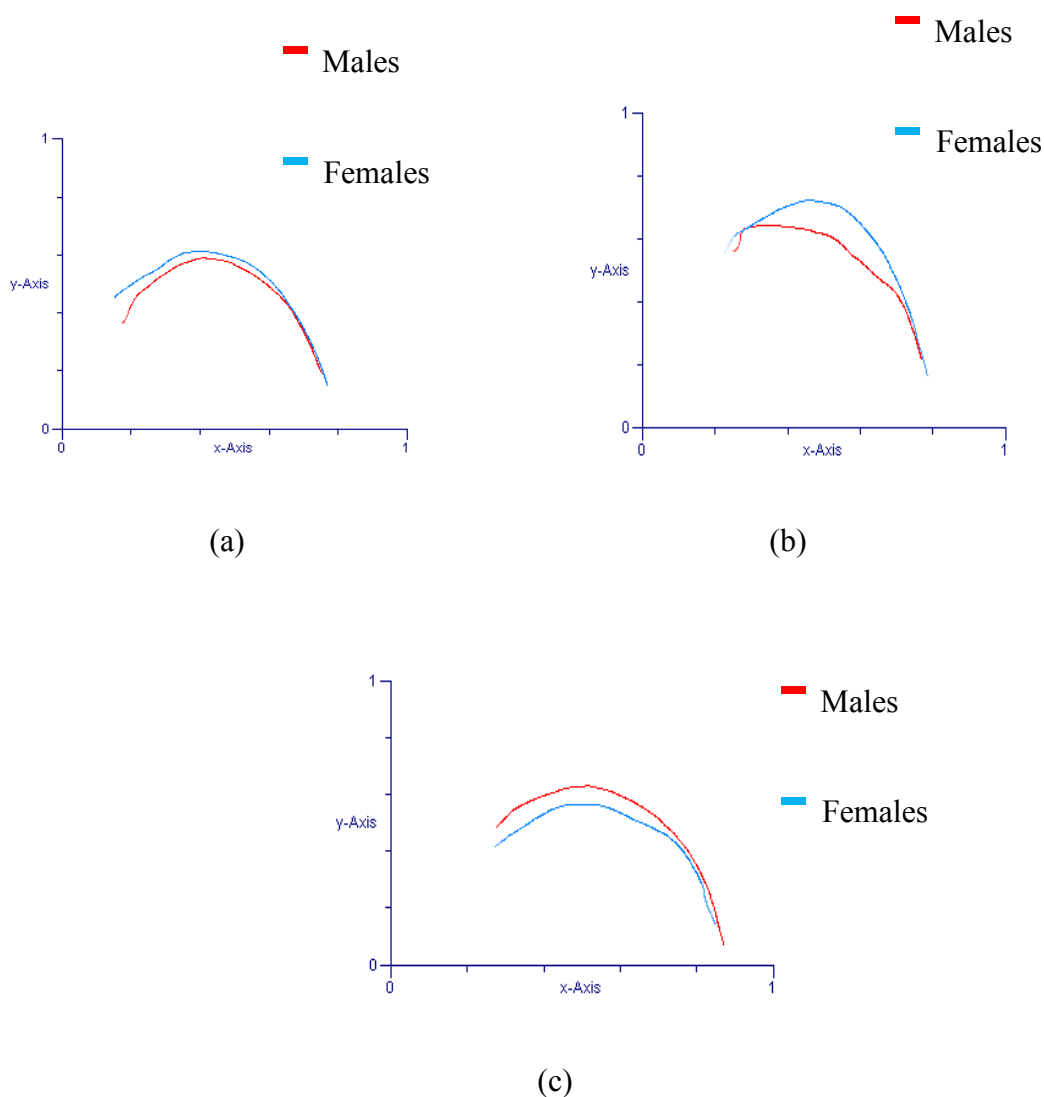 Males
Females
1
y-Axis
0
0
x-Axis
1
(a)
Males
Females
1
y-Axis
0
0
x-Axis
1
(b)
Males
Females
1
y-Axis
0
0
x-Axis
1
(c)